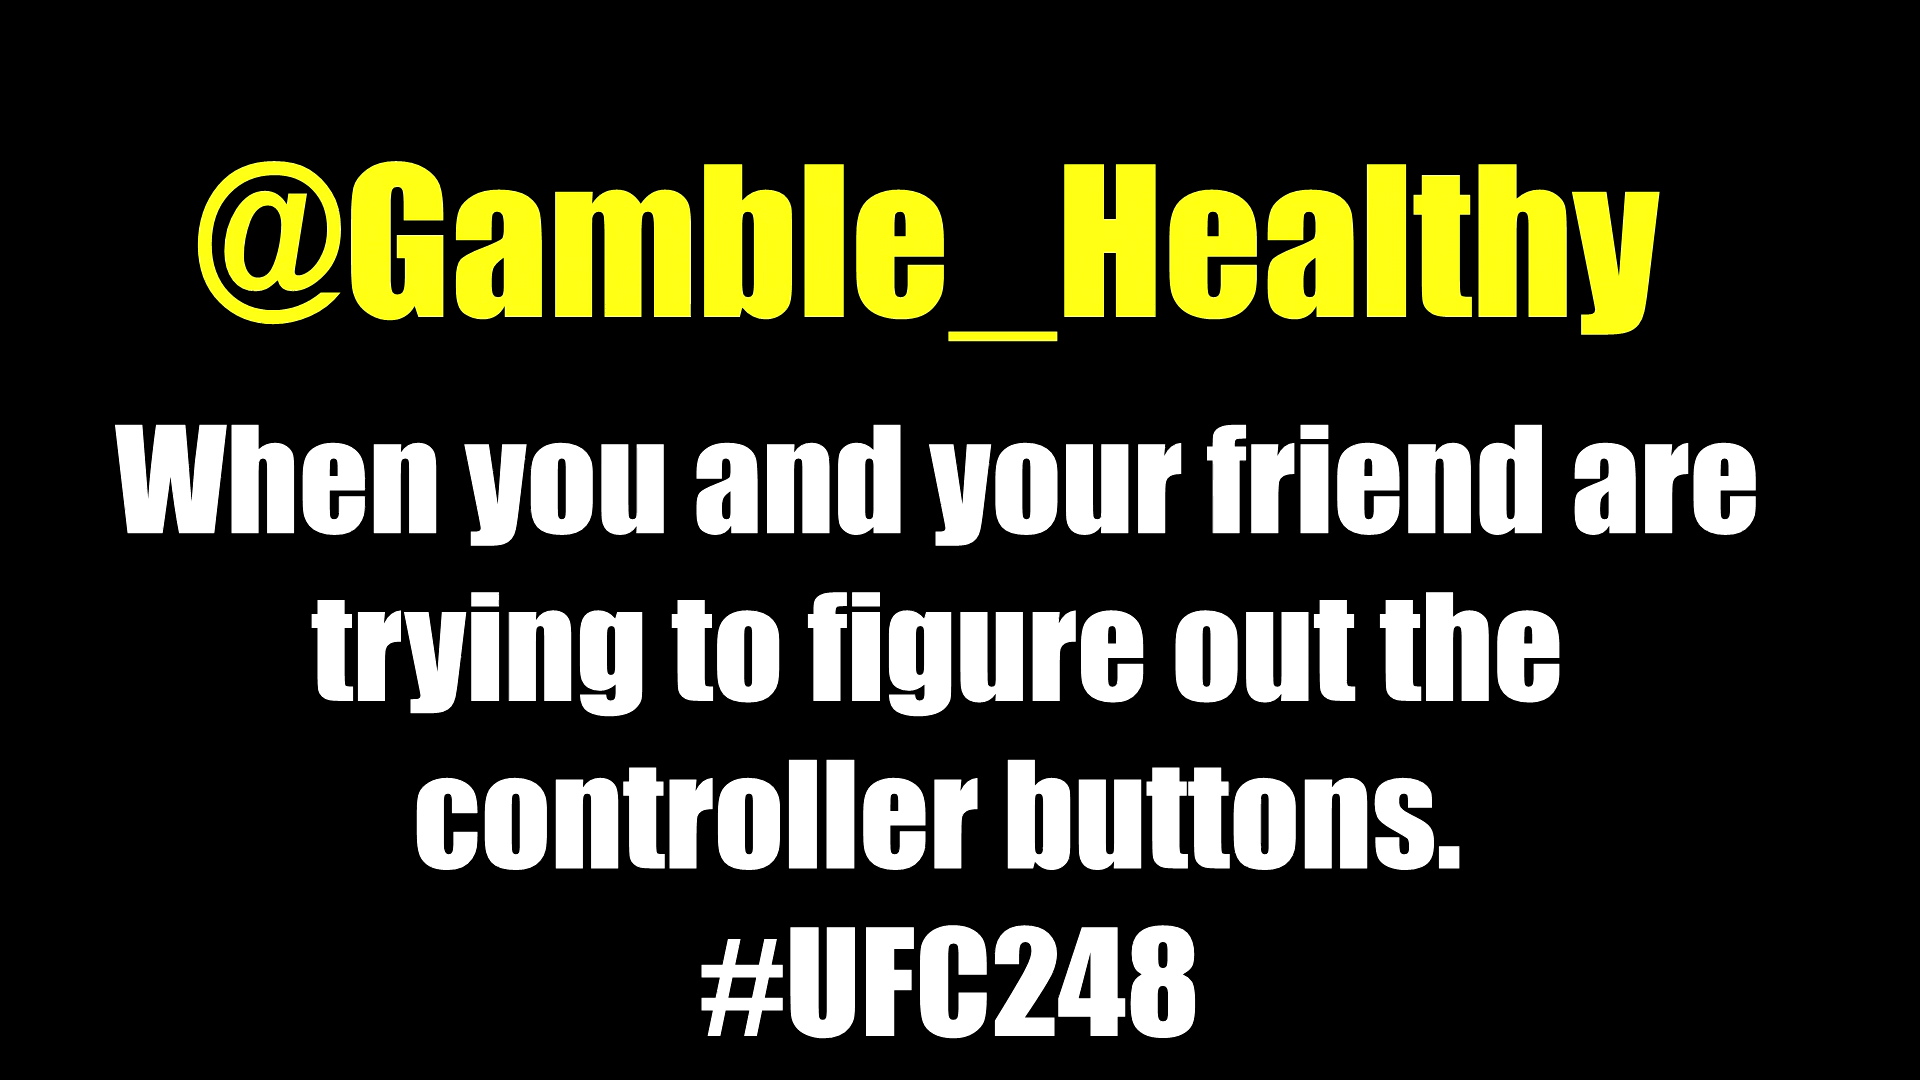 @Gamble_Healthy
When you and your friend are
trying to figure out the
controller buttons.
#UFC248